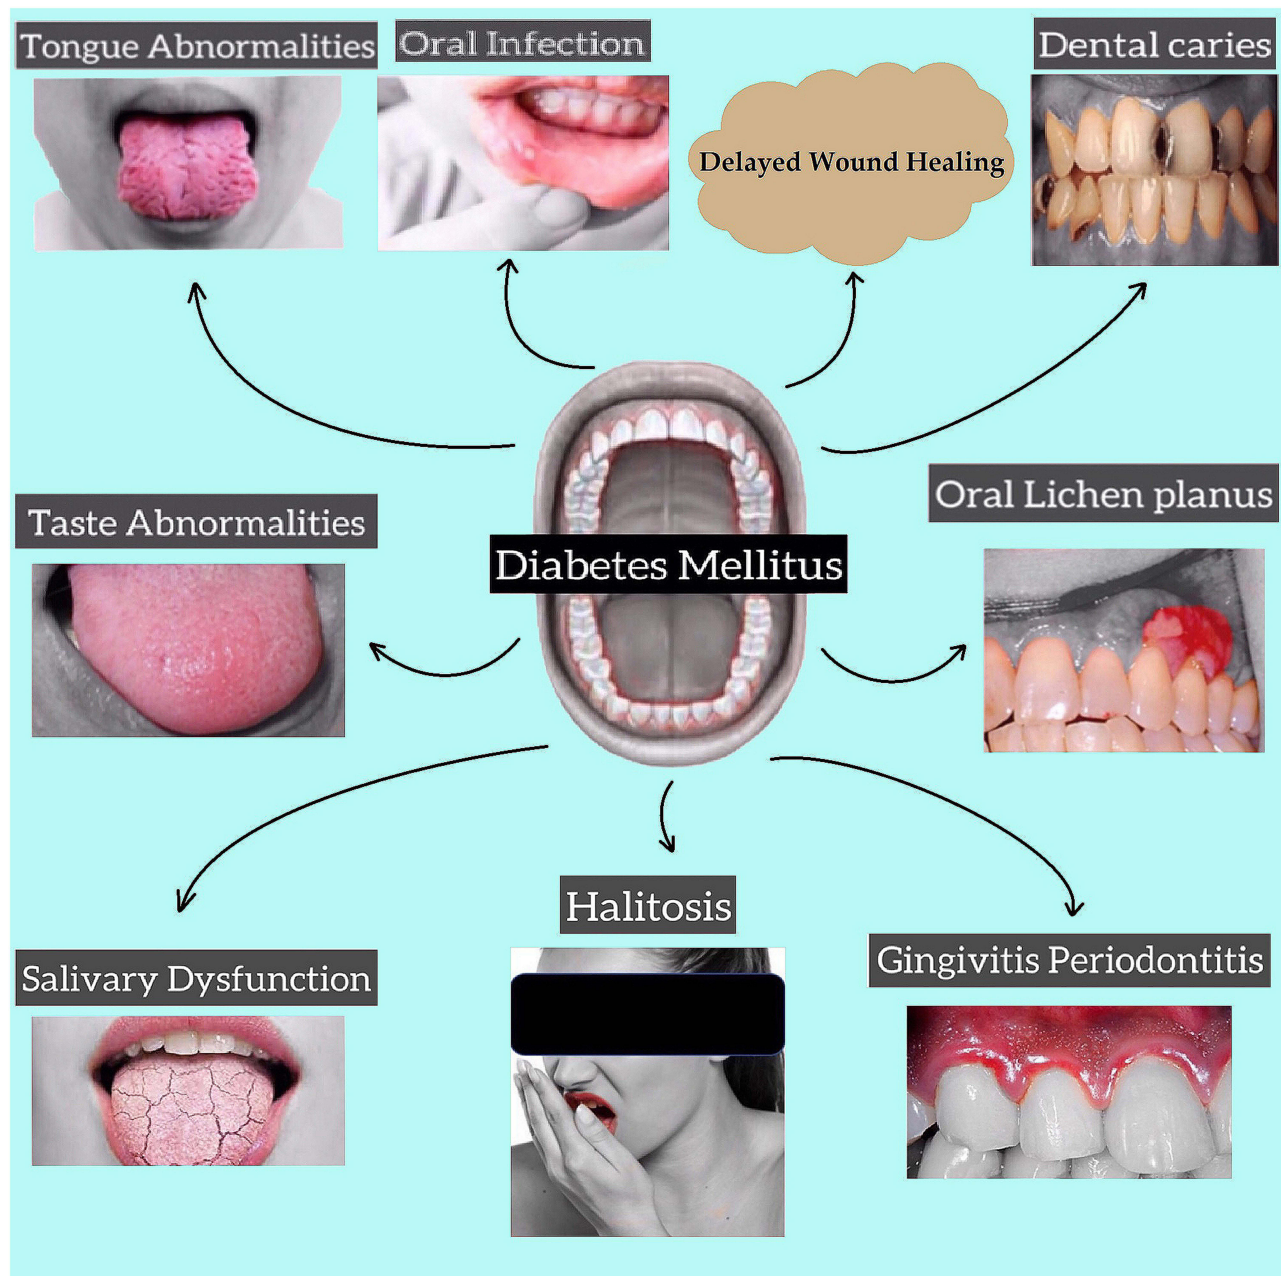 Tongue Abnormalities
Oral Infection
Delayed Wound Healing
Dental caries
Taste Abnormalities
Diabetes Mellitus
Oral Lichen planus
Salivary Dysfunction
Halitosis
Gingivitis Periodontitis